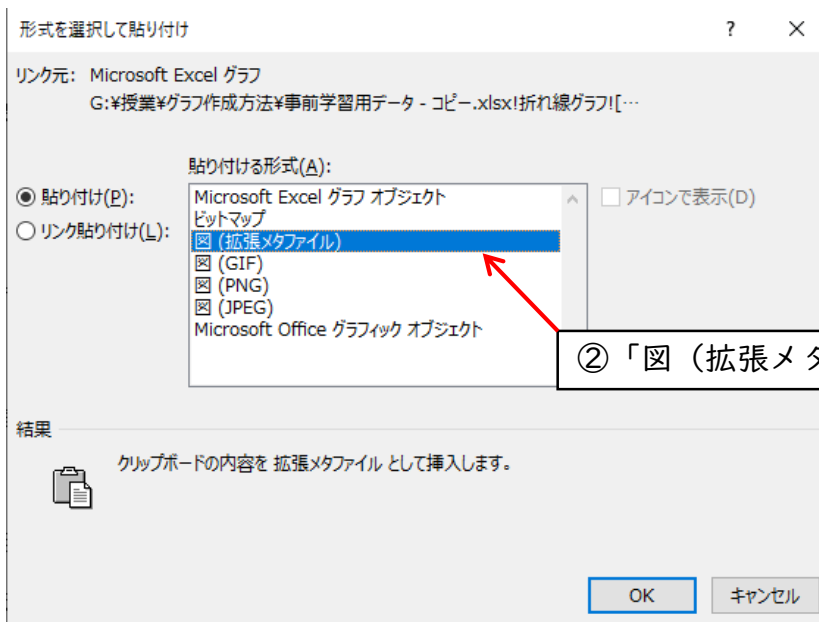 形式を選択して貼り付け ? ×
リンク元: Microsoft Excel グラフ
G:¥授業¥グラフ作成方法¥事前学習用データ - コピー.xlsx!折れ線グラフ![…
貼り付ける形式(A):
貼り付け(P):
リンク貼り付け(L):
Microsoft Excel グラフ オブジェクト
ビットマップ
図 (拡張メタファイル)
図 (GIF)
図 (PNG)
図 (JPEG)
Microsoft Office グラフィック オブジェクト
アイコンで表示(D)
②「図（拡張メタ
結果
クリップボードの内容を 拡張メタファイル として挿入します。
OK キャンセル